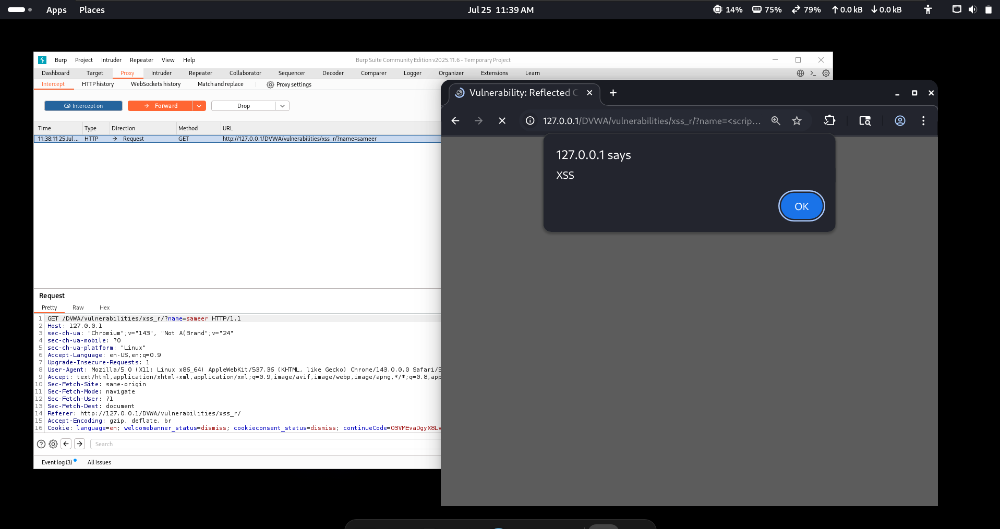 Apps Places Jul 25 11:39 AM 14% 75% 79% 0.0 kB 0.0 kB
Burp Project Intruder Repeater View Help Burp Suite Community Edition v2025.11.6 - Temporary Project
Dashboard Target Proxy Intruder Repeater Collaborator Sequencer Decoder Comparer Logger Organizer Extensions Learn
Intercept HTTP history WebSockets history Match and replace Proxy settings
Intercept on Forward Drop
Time Type Direction Method URL
11:38:11 25 Jul ... HTTP Request GET http://127.0.0.1/DVWA/vulnerabilities/xss_r/?name=sameer
Request
Pretty Raw Hex
1 GET /DVWA/vulnerabilities/xss_r/?name=sameer HTTP/1.1
2 Host: 127.0.0.1
3 sec-ch-ua: "Chromium";v="143", "Not A(Brand";v="24"
4 sec-ch-ua-mobile: ?0
5 sec-ch-ua-platform: "Linux"
6 Accept-Language: en-US,en;q=0.9
7 Upgrade-Insecure-Requests: 1
8 User-Agent: Mozilla/5.0 (X11; Linux x86_64) AppleWebKit/537.36 (KHTML, like Gecko) Chrome/143.0.0.0 Safari/5
9 Accept: text/html,application/xhtml+xml,application/xml;q=0.9,image/avif,image/webp,image/apng,*/*;q=0.8,app
10 Sec-Fetch-Site: same-origin
11 Sec-Fetch-Mode: navigate
12 Sec-Fetch-User: ?1
13 Sec-Fetch-Dest: document
14 Referer: http://127.0.0.1/DVWA/vulnerabilities/xss_r/
15 Accept-Encoding: gzip, deflate, br
16 Cookie: language=en; welcomebanner_status=dismiss; cookieconsent_status=dismiss; continueCode=O3VMEvaDgyX8Lv
Search
Event log (3) All issues
Vulnerability: Reflected C
127.0.0.1/DVWA/vulnerabilities/xss_r/?name=<scrip...
127.0.0.1 says
XSS
OK